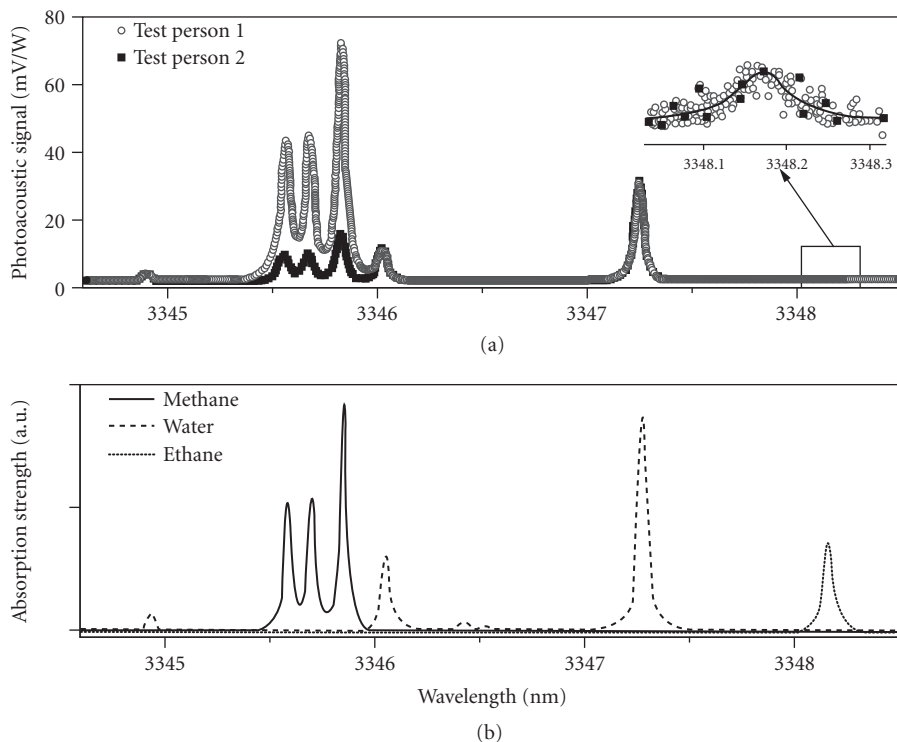 80
60
40
20
0
Photoacoustic signal (mV/W)
Test person 1
Test person 2
3348.1 3348.2 3348.3
3345 3346 3347 3348
(a)
Absorption strength (a.u.)
Methane
Water
Ethane
3345 3346 3347 3348
Wavelength (nm)
(b)